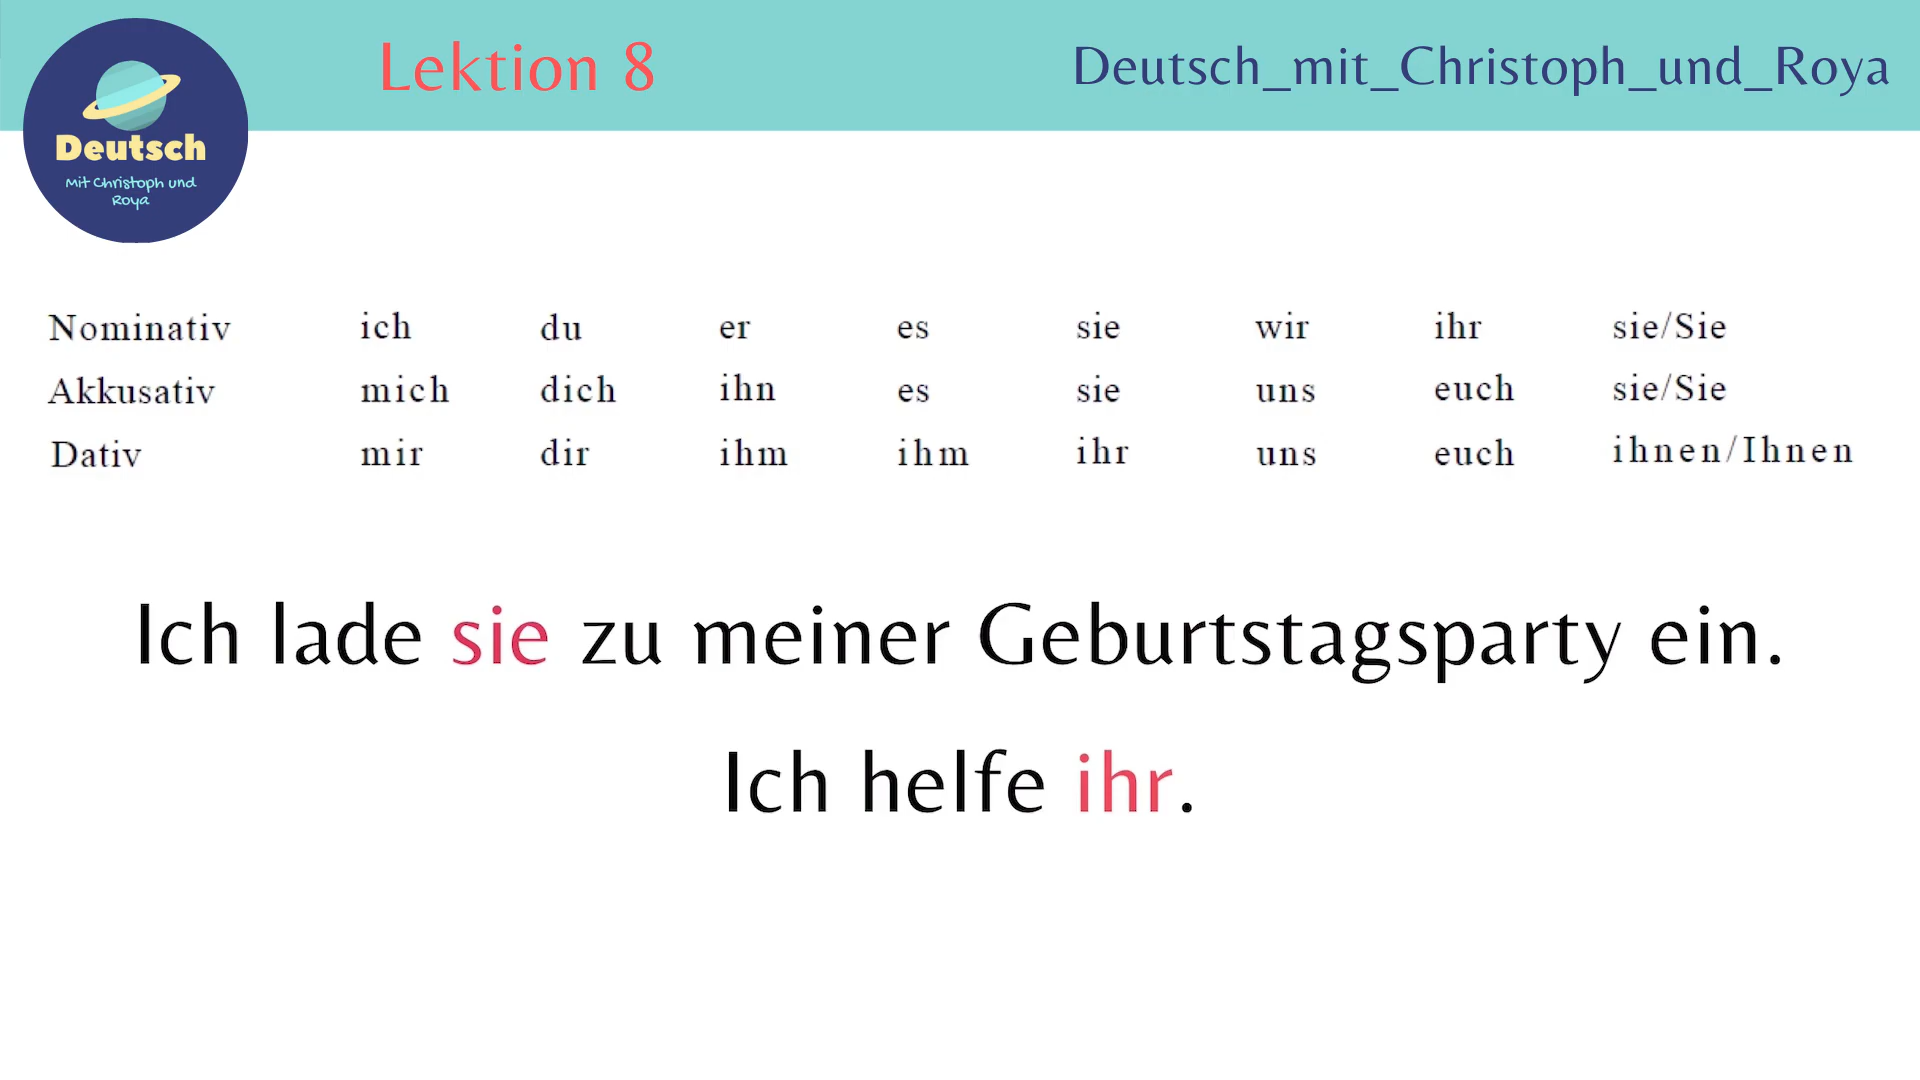 Lektion 8
Deutsch_mit_Christoph_und_Roya
Deutsch
Mit Christoph und
Roya
Nominativ ich du er es sie wir ihr sie/Sie
Akkusativ mich dich ihn es sie uns euch sie/Sie
Dativ mir dir ihm ihm ihr uns euch ihnen/Ihnen
Ich lade sie zu meiner Geburtstagsparty ein.
Ich helfe ihr.